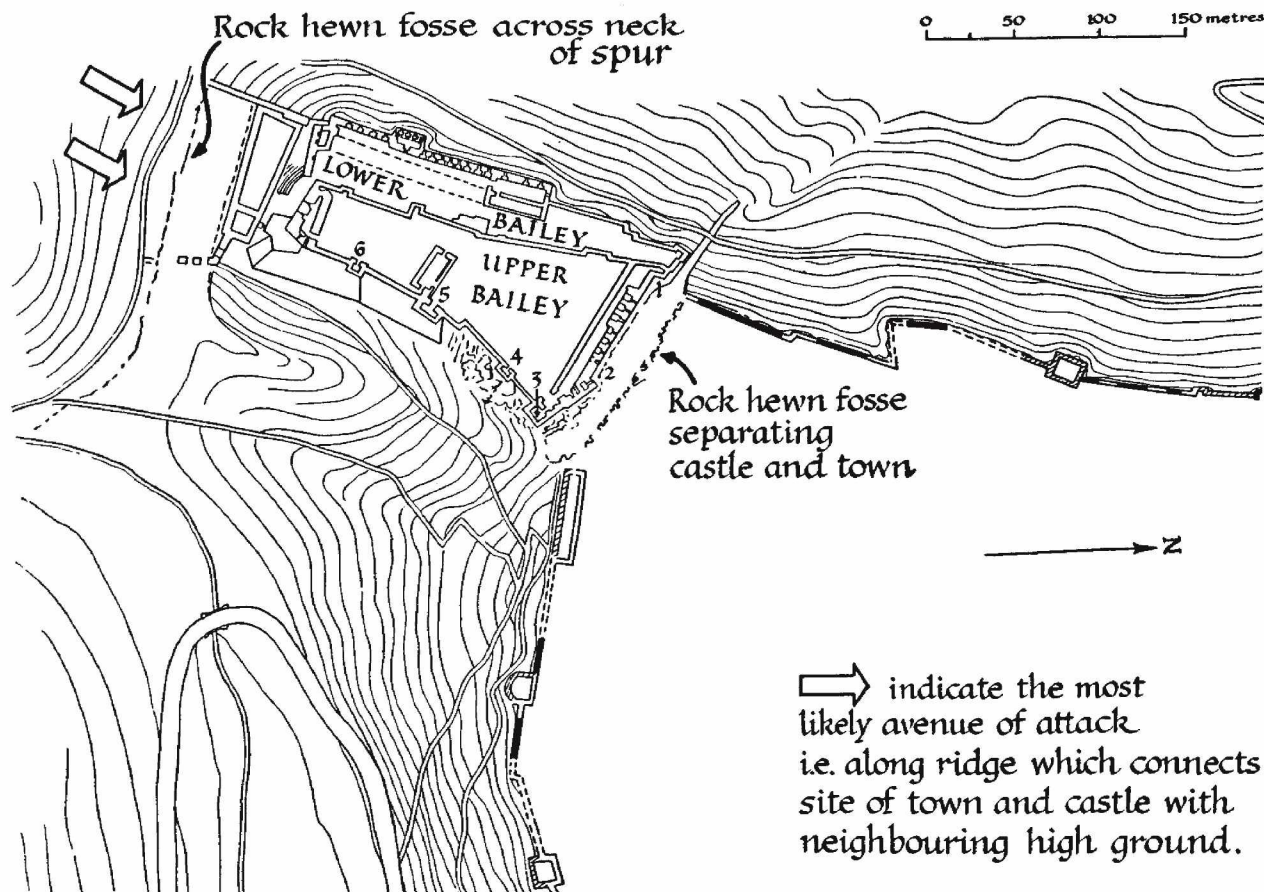 Rock hewn fosse across neck
of spur
0 50 100 150 metres
LOWER
BAILEY
UPPER
BAILEY
6
5
4
3
2
1
Rock hewn fosse
separating
castle and town
N
indicate the most
likely avenue of attack
i.e. along ridge which connects
site of town and castle with
neighbouring high ground.